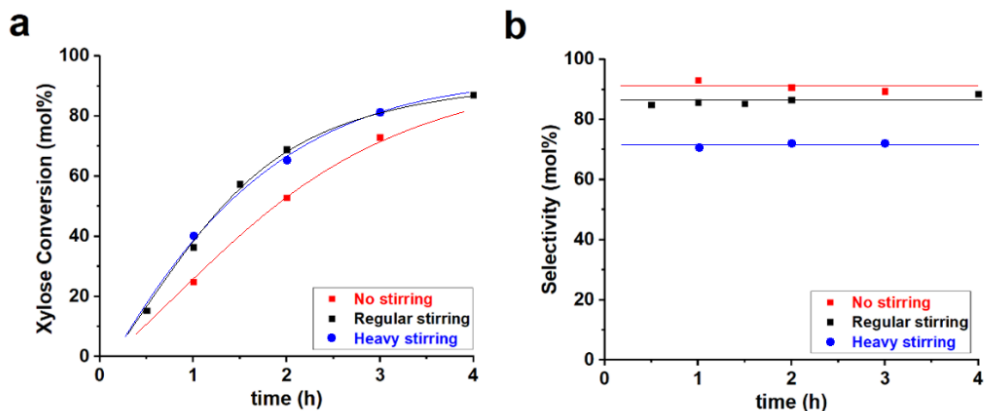 a
Xylose Conversion (mol%)
100
80
60
40
20
0
0
1
2
3
4
time (h)
No stirring
Regular stirring
Heavy stirring
b
Selectivity (mol%)
100
80
60
40
20
0
0
1
2
3
4
time (h)
No stirring
Regular stirring
Heavy stirring